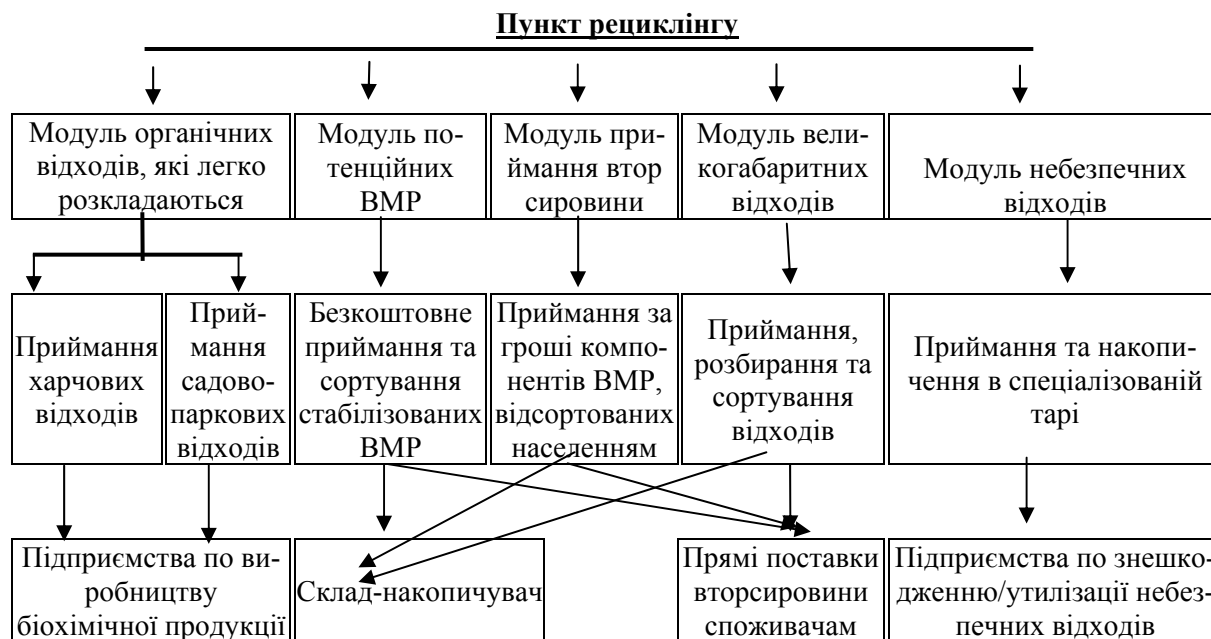 Пункт рециклінгу
Модуль органічних
відходів, які легко
розкладаються
Модуль по-
тенційних
ВМР
Модуль при-
ймання втор
сировини
Модуль вели-
когабаритних
відходів
Модуль небезпечних
відходів
Приймання
харчових
відходів
Прий-
мання
садово-
паркових
відходів
Безкоштовне
приймання та
сортування
стабілізованих
ВМР
Приймання за
гроші компо-
нентів ВМР,
відсортованих
населенням
Приймання,
розбирання та
сортування
відходів
Приймання та накопи-
чення в спеціалізованій
тарі
Підприємства по ви-
робництву
біохімічної продукції
Склад-накопичувач
Прямі поставки
вторсировини
споживачам
Підприємства по знешко-
дженню/утилізації небез-
печних відходів